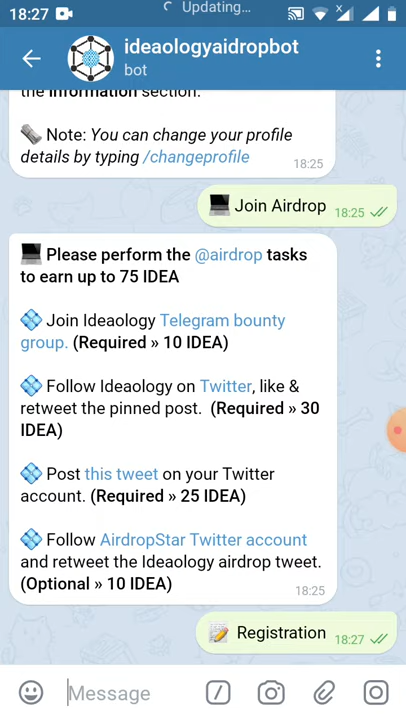 18:27
Updating...
ideaologyaidropbot
bot
the information section.
Note: You can change your profile
details by typing /changeprofile
18:25
Join Airdrop
18:25
Please perform the @airdrop tasks
to earn up to 75 IDEA
Join Ideaology Telegram bounty
group. (Required » 10 IDEA)
Follow Ideaology on Twitter, like &
retweet the pinned post. (Required » 30
IDEA)
Post this tweet on your Twitter
account. (Required » 25 IDEA)
Follow AirdropStar Twitter account
and retweet the Ideaology airdrop tweet.
(Optional » 10 IDEA)
18:25
Registration
18:27
Message